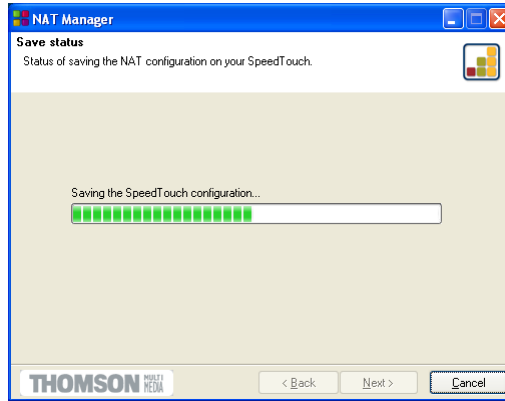 NAT Manager
Save status
Status of saving the NAT configuration on your SpeedTouch.
Saving the SpeedTouch configuration...
THOMSON MULTI MEDIA
< Back
Next >
Cancel